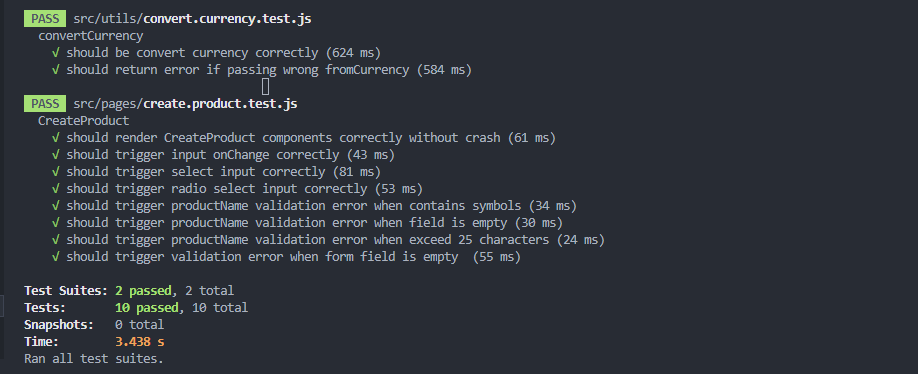 PASS src/utils/convert.currency.test.js
convertCurrency
√ should be convert currency correctly (624 ms)
√ should return error if passing wrong fromCurrency (584 ms)
PASS src/pages/create.product.test.js
CreateProduct
√ should render CreateProduct components correctly without crash (61 ms)
√ should trigger input onChange correctly (43 ms)
√ should trigger select input correctly (81 ms)
√ should trigger radio select input correctly (53 ms)
√ should trigger productName validation error when contains symbols (34 ms)
√ should trigger productName validation error when field is empty (30 ms)
√ should trigger productName validation error when exceed 25 characters (24 ms)
√ should trigger validation error when form field is empty  (55 ms)
Test Suites: 2 passed, 2 total
Tests:       10 passed, 10 total
Snapshots:   0 total
Time:        3.438 s
Ran all test suites.